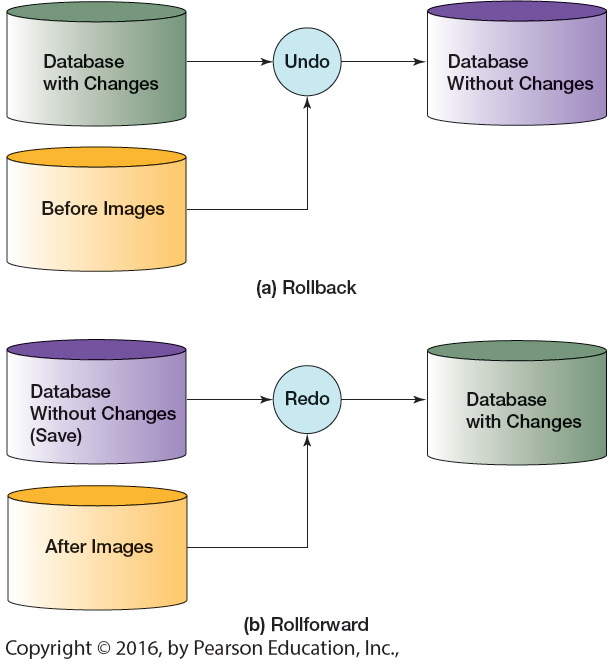 Database
with Changes
Undo
Database
Without Changes
Before Images
(a) Rollback
Database
Without Changes
(Save)
Redo
Database
with Changes
After Images
(b) Rollforward
Copyright © 2016, by Pearson Education, Inc.,